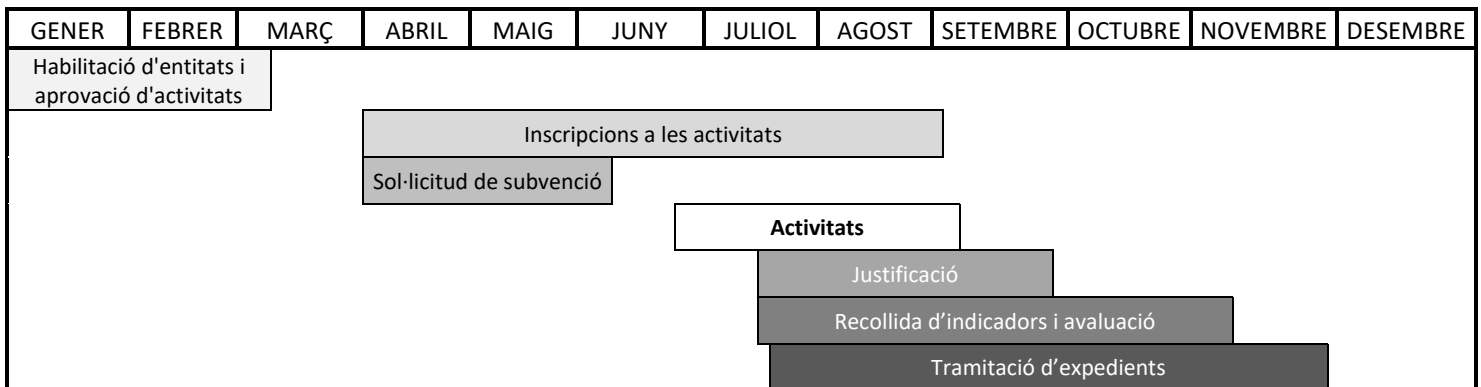 GENER FEBRER MARÇ ABRIL MAIG JUNY JULIOL AGOST SETEMBRE OCTUBRE NOVEMBRE DESEMBRE
Habilitació d'entitats i
aprovació d'activitats
Inscripcions a les activitats
Sol·licitud de subvenció
Activitats
Justificació
Recollida d’indicadors i avaluació
Tramitació d’expedients